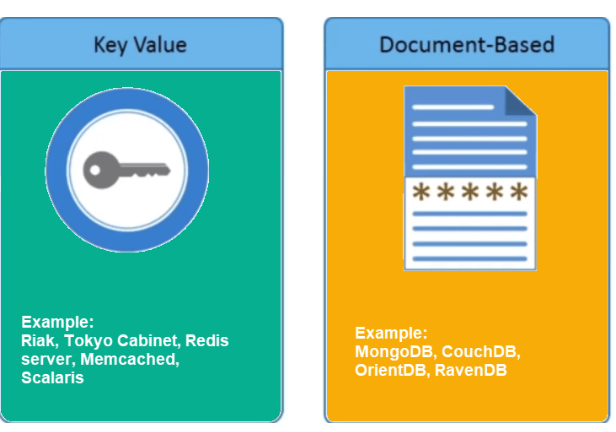 Key Value
Example:
Riak, Tokyo Cabinet, Redis
server, Memcached,
Scalaris
Document-Based
*****
Example:
MongoDB, CouchDB,
OrientDB, RavenDB